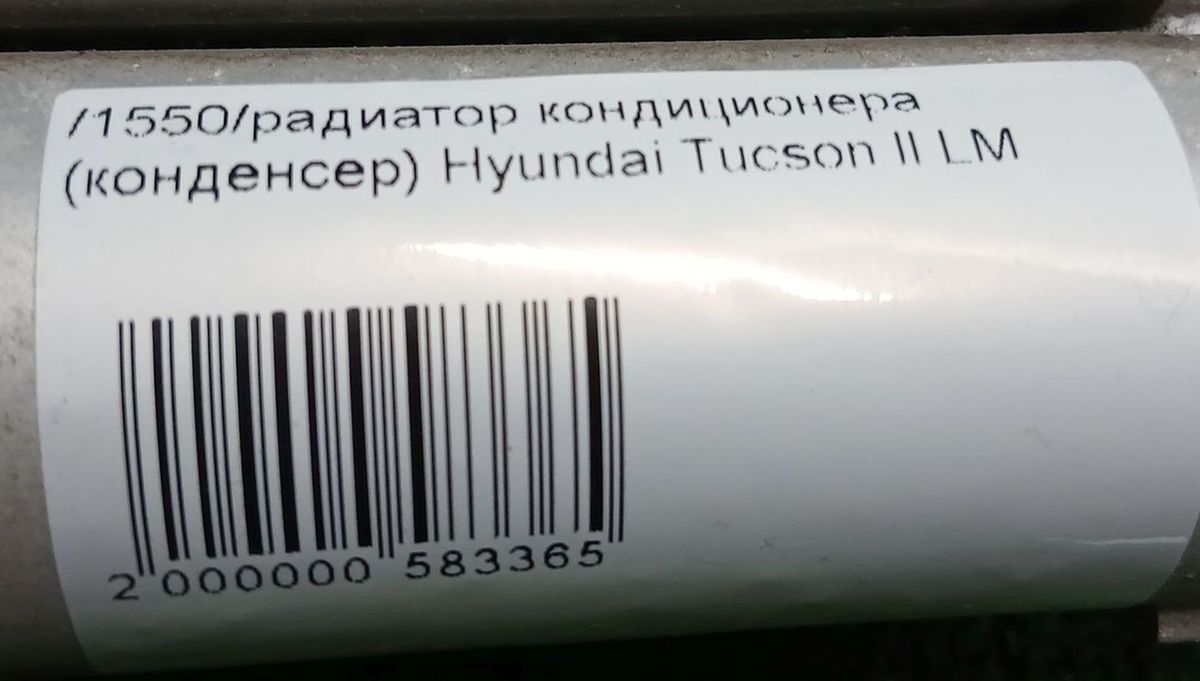 /1550/радиатор кондиционера
(конденсер) Hyundai Tucson II LM
2 000000 583365